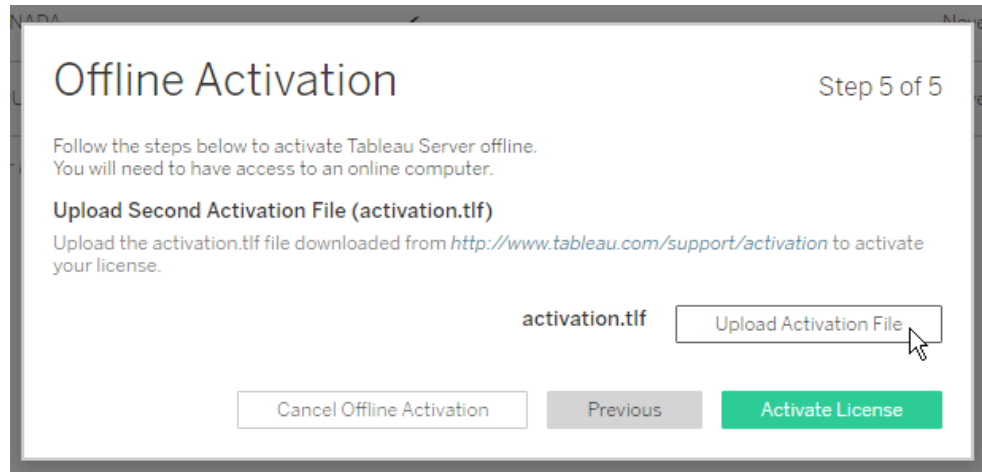 Offline Activation
Step 5 of 5
Follow the steps below to activate Tableau Server offline.
You will need to have access to an online computer.
Upload Second Activation File (activation.tlf)
Upload the activation.tlf file downloaded from http://www.tableau.com/support/activation to activate
your license.
activation.tlf
Upload Activation File
Cancel Offline Activation
Previous
Activate License